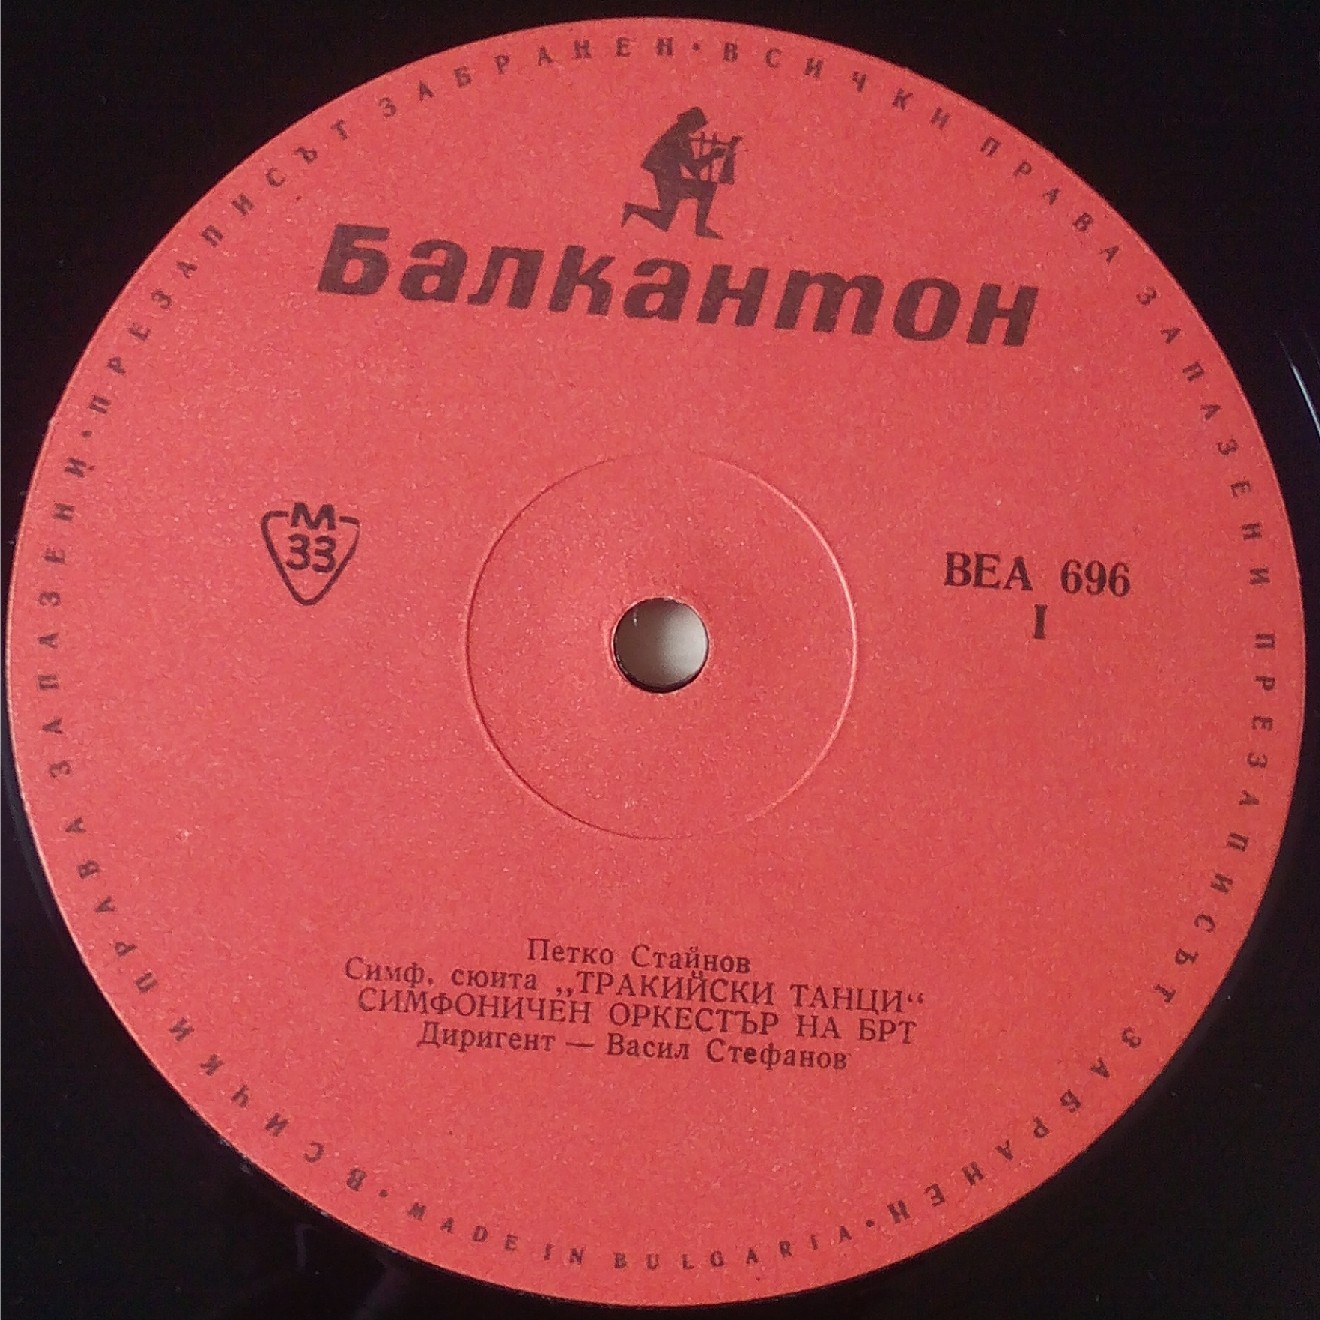 Балкантон
М
33
ВЕА 696
I
Петко Стайнов
Симф. сюита „ТРАКИЙСКИ ТАНЦИ“
СИМФОНИЧЕН ОРКЕСТЪР НА БРТ
Диригент — Васил Стефанов
ВСИЧКИ ПРАВА ЗАПАЗЕНИ · ПРЕЗАПИСЪТ ЗАБРАНЕН · ВСИЧКИ ПРАВА ЗАПАЗЕНИ ПРЕЗАПИСЪТ ЗАБРАНЕН · MADE IN BULGARIA ·